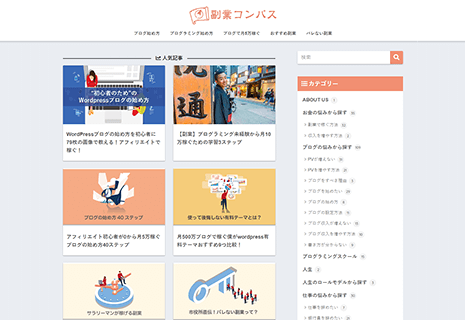 副業コンパス
ブログ始め方
プログラミング始め方
ブログで月5万稼ぐ
おすすめ副業
バレない副業
人気記事
"初心者のための"
Wordpressブログの始め方
WordPressブログの始め方を初心者に
79枚の画像で教える！アフィリエイトで
稼ぐ！
【副業】プログラミング未経験から月10
万稼ぐための学習3ステップ
ブログの始め方 40 ステップ
アフィリエイト初心者が0から月5万稼ぐ
ブログの始め方40ステップ
使って後悔しない有料テーマとは？
月500万ブログで稼ぐ僕がwordpress有
料テーマおすすめ9つ比較！
サラリーマンが稼げる副業
市役所直伝！バレない副業って？
検索
カテゴリー
ABOUT US
お金の悩みから探す
副業で稼ぐ方法
収入を増やす方法
ブログの悩みから探す
PVが増えない
PVを増やす方法
ブログをすべき理由
ブログを始めたい
ブログの始め方
ブログの設定方法
ブログ収入が増えない
ブログ収入を増やす方法
書き方が分からない
プログラミングスクール
人生
人生のロールモデルから探す
仕事の悩みから探す
仕事を辞めたい